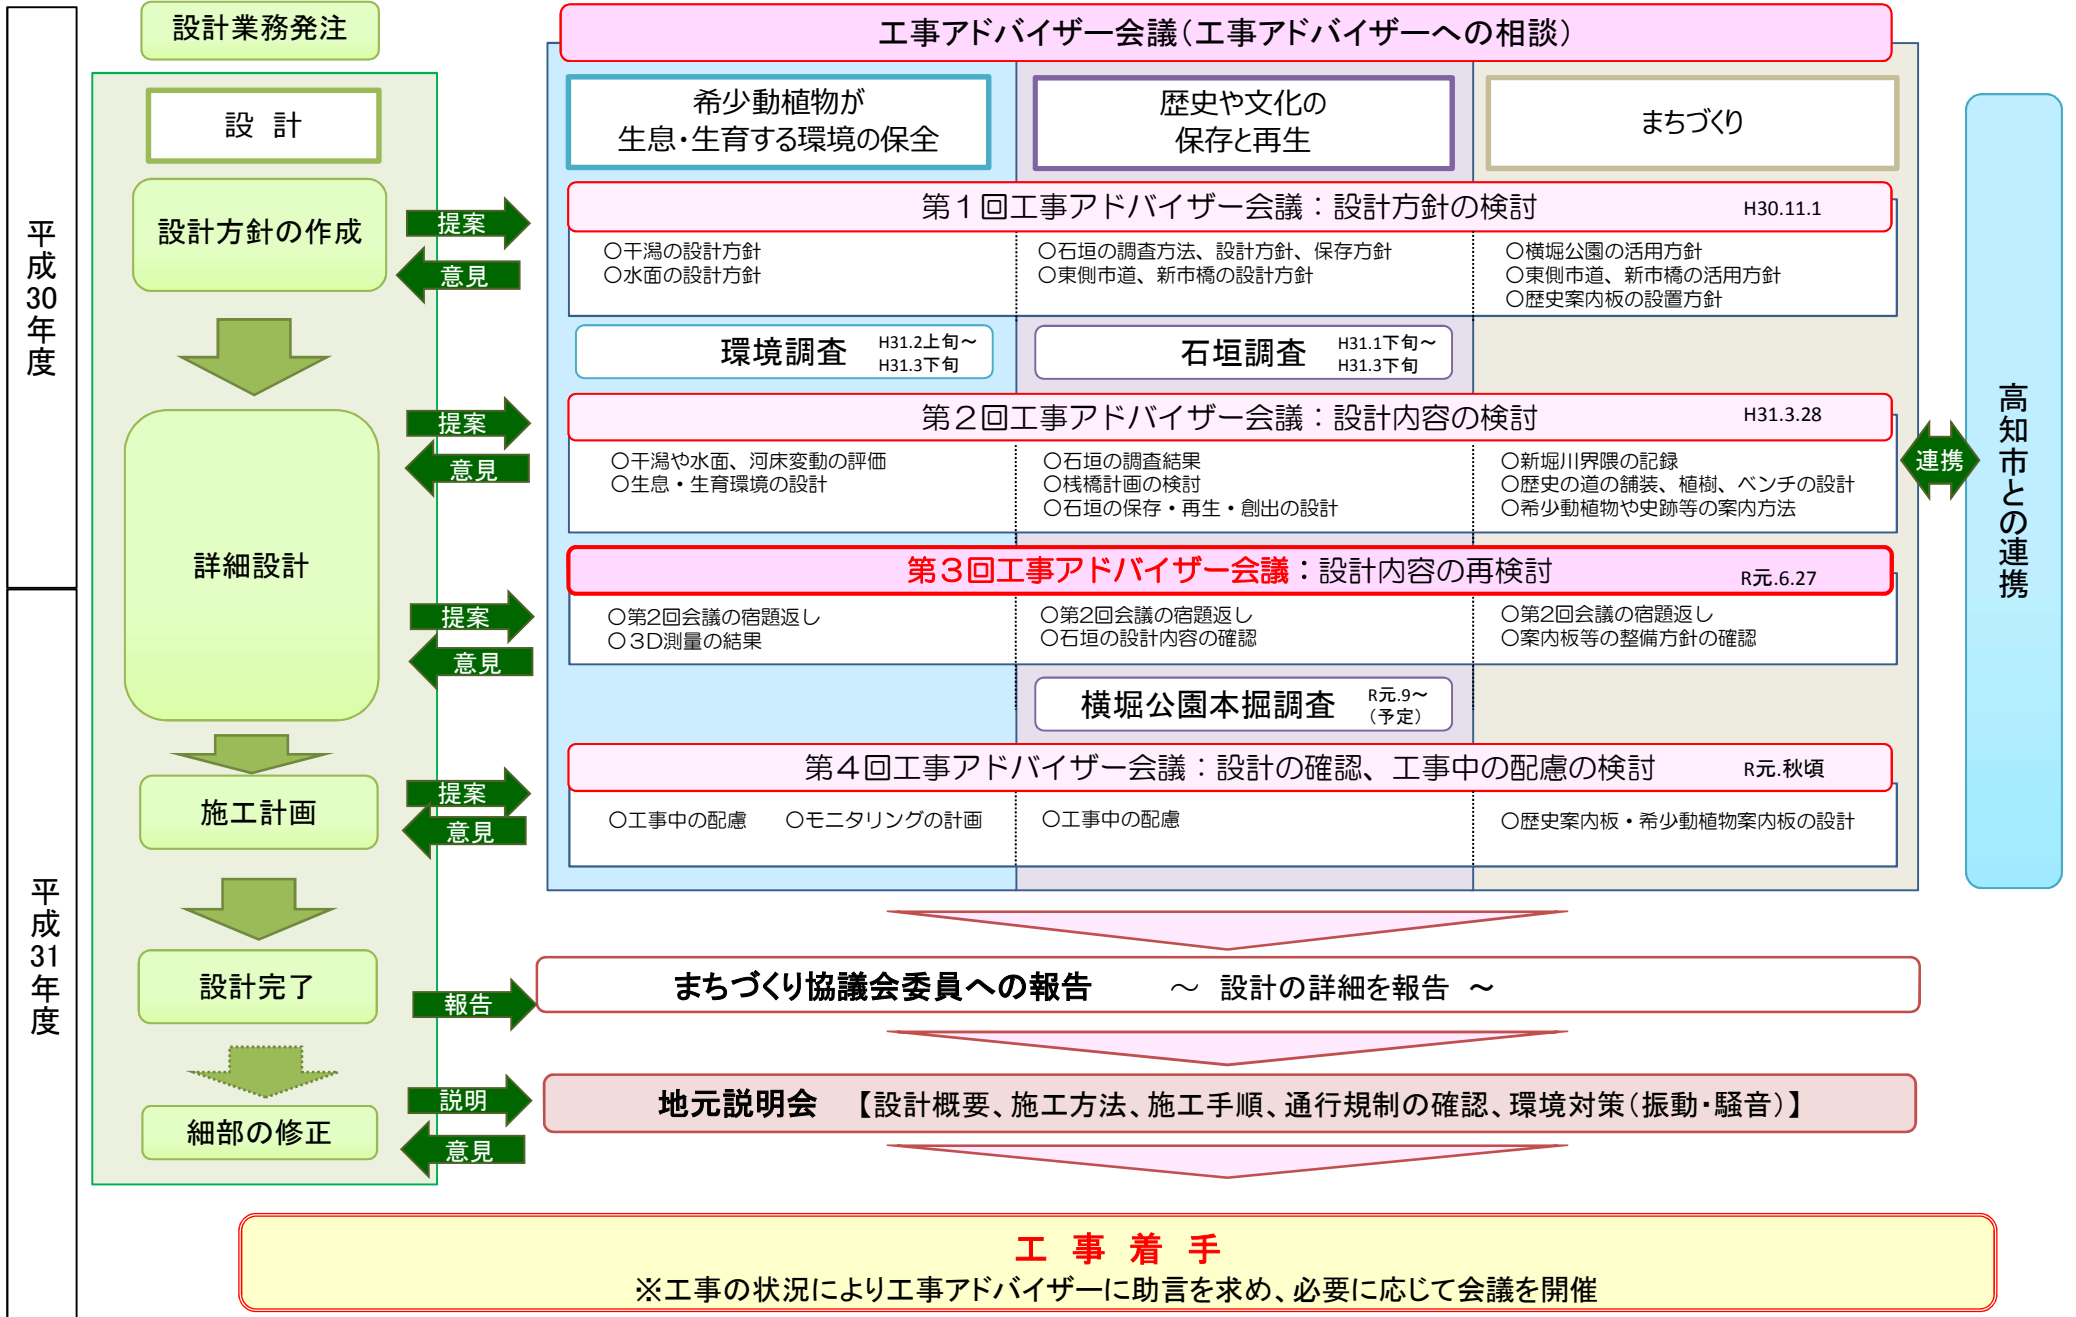 平成30年度
平成31年度
設計業務発注
設 計
設計方針の作成
詳細設計
施工計画
設計完了
細部の修正
工事アドバイザー会議（工事アドバイザーへの相談）
希少動植物が
生息・生育する環境の保全
歴史や文化の
保存と再生
まちづくり
提案
意見
第１回工事アドバイザー会議：設計方針の検討 H30.11.1
○干潟の設計方針
○水面の設計方針
○石垣の調査方法、設計方針、保存方針
○東側市道、新市橋の設計方針
○横堀公園の活用方針
○東側市道、新市橋の活用方針
○歴史案内板の設置方針
環境調査 H31.2上旬～
H31.3下旬
石垣調査 H31.1下旬～
H31.3下旬
提案
意見
第２回工事アドバイザー会議：設計内容の検討 H31.3.28
○干潟や水面、河床変動の評価
○生息・生育環境の設計
○石垣の調査結果
○桟橋計画の検討
○石垣の保存・再生・創出の設計
○新堀川界隈の記録
○歴史の道の舗装、植樹、ベンチの設計
○希少動植物や史跡等の案内方法
連携
高知市との連携
提案
意見
第３回工事アドバイザー会議：設計内容の再検討 R元.6.27
○第2回会議の宿題返し
○３D測量の結果
○第2回会議の宿題返し
○石垣の設計内容の確認
○第2回会議の宿題返し
○案内板等の整備方針の確認
横堀公園本掘調査 R元.9～
（予定）
提案
意見
第４回工事アドバイザー会議：設計の確認、工事中の配慮の検討 R元.秋頃
○工事中の配慮 ○モニタリングの計画
○工事中の配慮
○歴史案内板・希少動植物案内板の設計
報告
まちづくり協議会委員への報告 ～ 設計の詳細を報告 ～
説明
意見
地元説明会 【設計概要、施工方法、施工手順、通行規制の確認、環境対策（振動・騒音）】
工 事 着 手
※工事の状況により工事アドバイザーに助言を求め、必要に応じて会議を開催